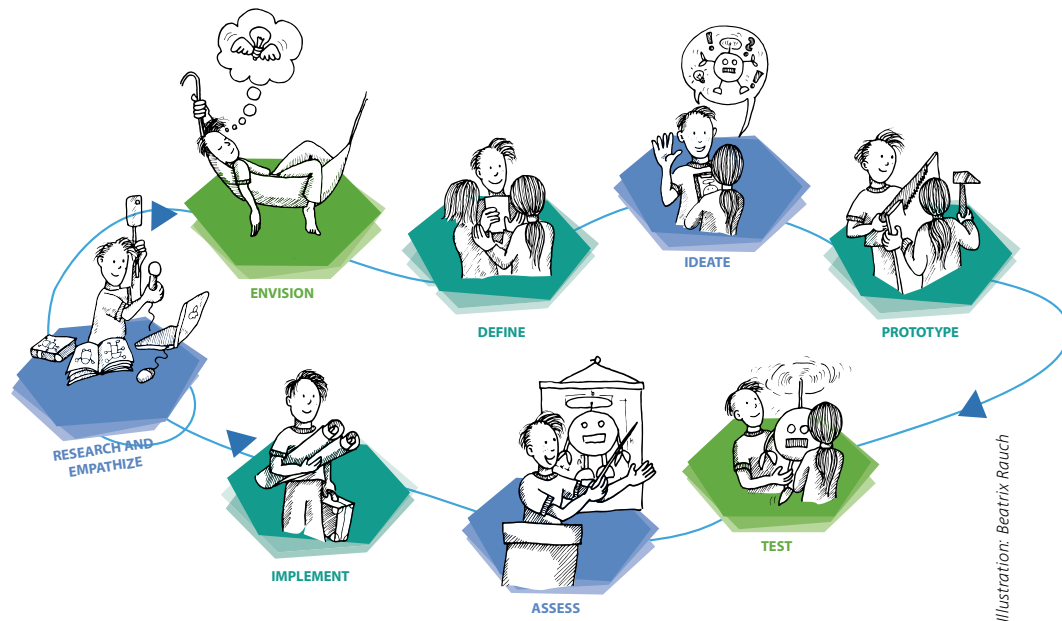 ENVISION
DEFINE
IDEATE
PROTOTYPE
RESEARCH AND
EMPATHIZE
IMPLEMENT
ASSESS
TEST
Illustration: Beatrix Rauch